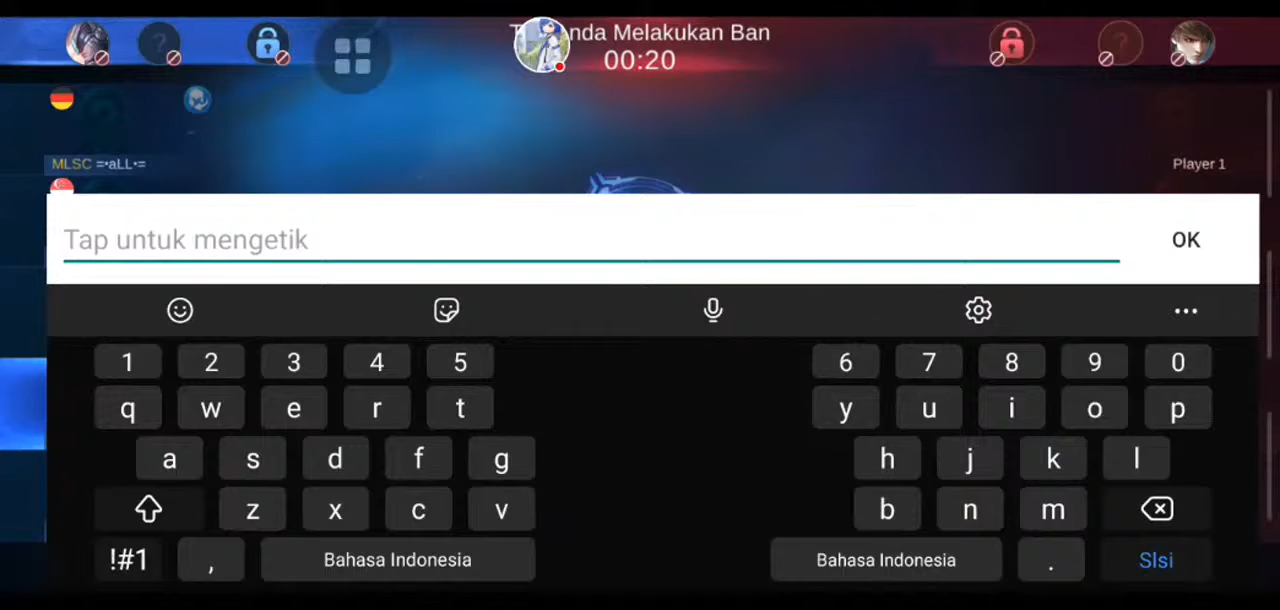 nda Melakukan Ban
00:20
MLSC =•aLL•=
Player 1
Tap untuk mengetik
OK
1 2 3 4 5 6 7 8 9 0
q w e r t y u i o p
a s d f g h j k l
z x c v b n m
!#1 , Bahasa Indonesia Bahasa Indonesia . SIsi